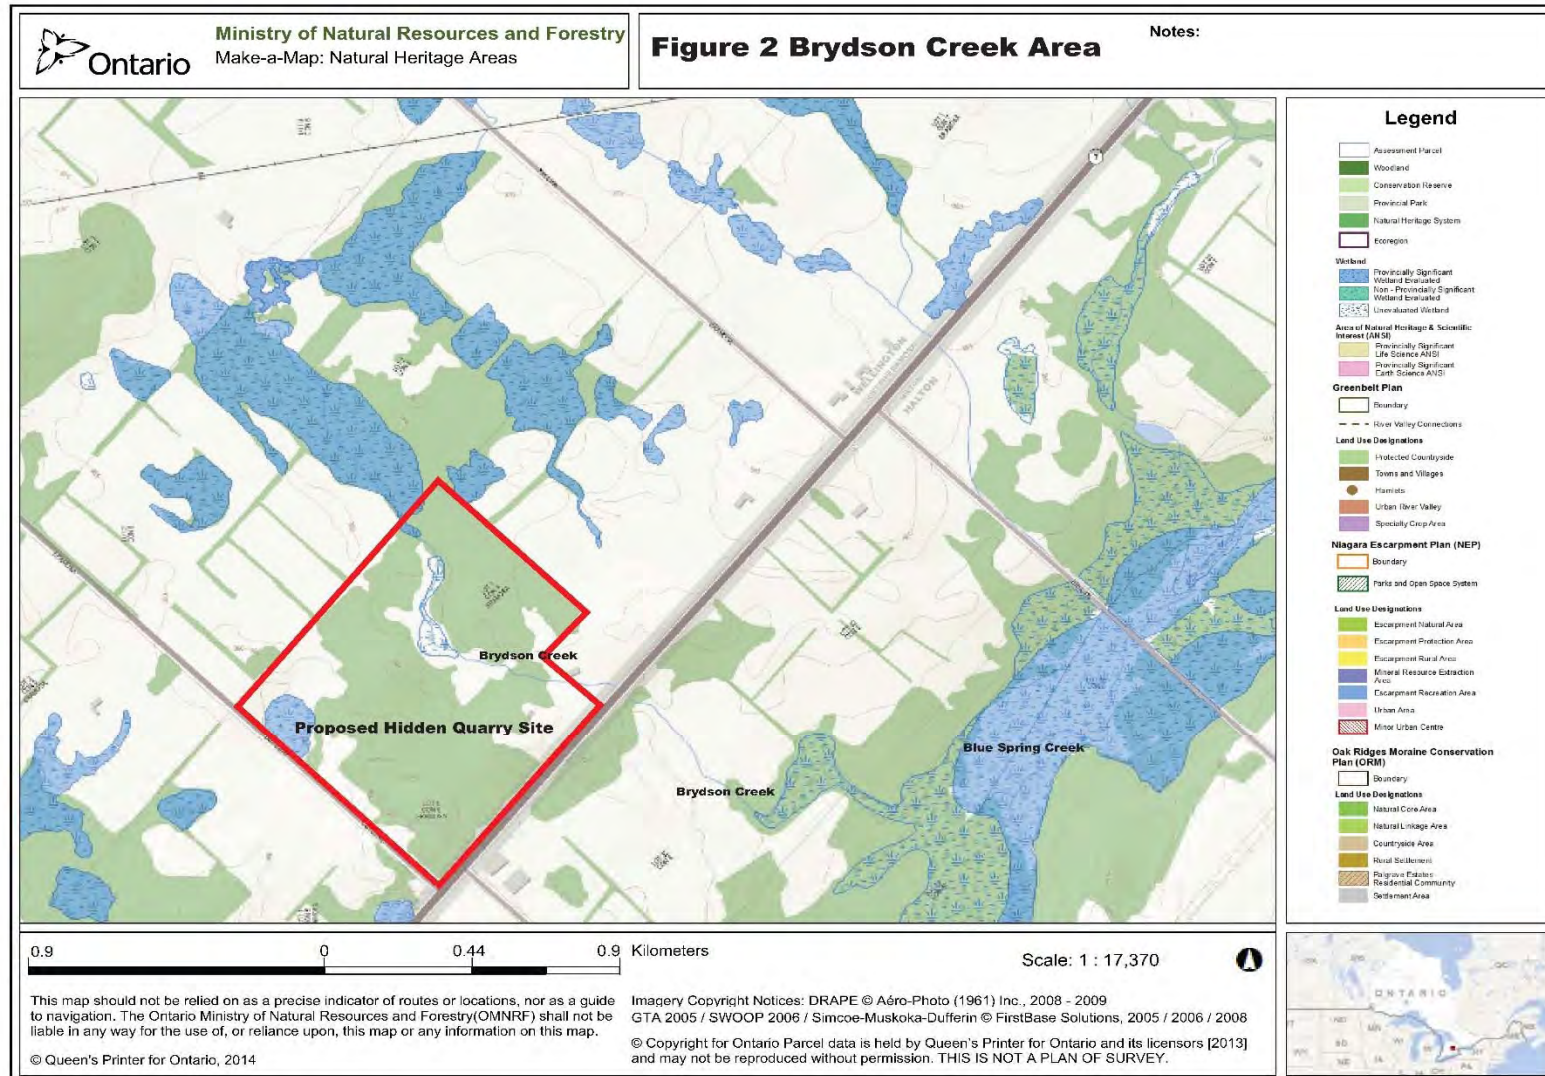 Ontario
Ministry of Natural Resources and Forestry
Make-a-Map: Natural Heritage Areas
Figure 2 Brydson Creek Area
Notes:
7
WELLINGTON
HALTON
Brydson Creek
Proposed Hidden Quarry Site
Brydson Creek
Blue Spring Creek
Legend
Assessment Parcel
Woodland
Conservation Reserve
Provincial Park
Natural Heritage System
Ecoregion
Wetland
Provincially Significant
Wetland Evaluated
Non - Provincially Significant
Wetland Evaluated
Unevaluated Wetland
Area of Natural Heritage & Scientific
Interest (ANSI)
Provincially Significant
Life Science ANSI
Provincially Significant
Earth Science ANSI
Greenbelt Plan
Boundary
River Valley Connections
Land Use Designations
Protected Countryside
Towns and Villages
Hamlets
Urban River Valley
Specialty Crop Area
Niagara Escarpment Plan (NEP)
Boundary
Parks and Open Space System
Land Use Designations
Escarpment Natural Area
Escarpment Protection Area
Escarpment Rural Area
Mineral Resource Extraction
Area
Escarpment Recreation Area
Urban Area
Minor Urban Centre
Oak Ridges Moraine Conservation
Plan (ORM)
Boundary
Land Use Designations
Natural Core Area
Natural Linkage Area
Countryside Area
Rural Settlement
Palgrave Estates
Residential Community
Settlement Area
0.9 0 0.44 0.9 Kilometers
Scale: 1 : 17,370
This map should not be relied on as a precise indicator of routes or locations, nor as a guide
to navigation. The Ontario Ministry of Natural Resources and Forestry(OMNRF) shall not be
liable in any way for the use of, or reliance upon, this map or any information on this map.
© Queen's Printer for Ontario, 2014
Imagery Copyright Notices: DRAPE © Aéro-Photo (1961) Inc., 2008 - 2009
GTA 2005 / SWOOP 2006 / Simcoe-Muskoka-Dufferin © FirstBase Solutions, 2005 / 2006 / 2008
© Copyright for Ontario Parcel data is held by Queen's Printer for Ontario and its licensors [2013]
and may not be reproduced without permission. THIS IS NOT A PLAN OF SURVEY.
ONTARIO